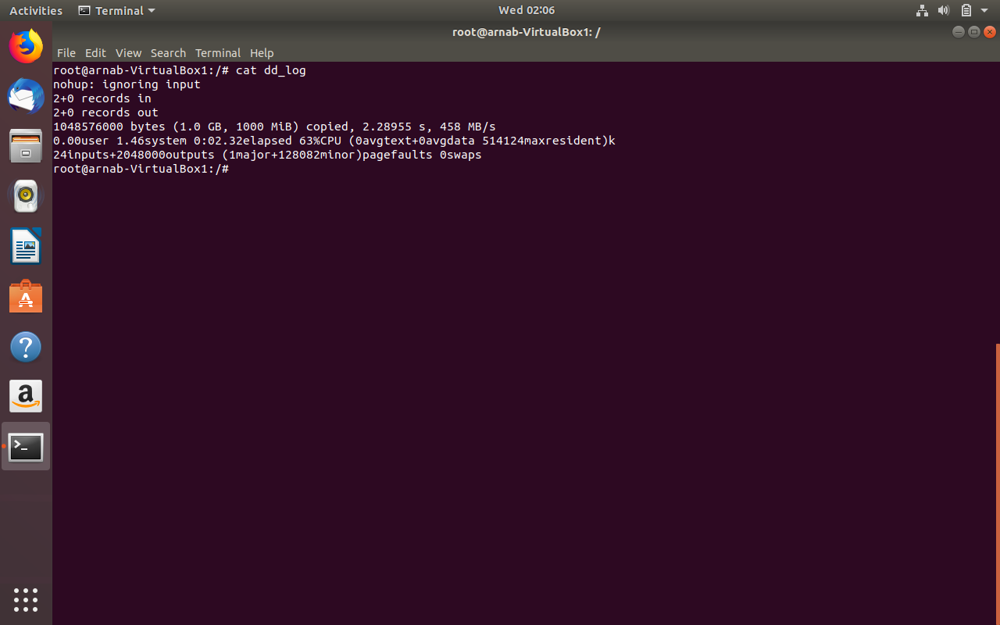 Activities Terminal Wed 02:06
root@arnab-VirtualBox1: /
File Edit View Search Terminal Help
root@arnab-VirtualBox1:/# cat dd_log
nohup: ignoring input
2+0 records in
2+0 records out
1048576000 bytes (1.0 GB, 1000 MiB) copied, 2.28955 s, 458 MB/s
0.00user 1.46system 0:02.32elapsed 63%CPU (0avgtext+0avgdata 514124maxresident)k
24inputs+2048000outputs (1major+128082minor)pagefaults 0swaps
root@arnab-VirtualBox1:/#